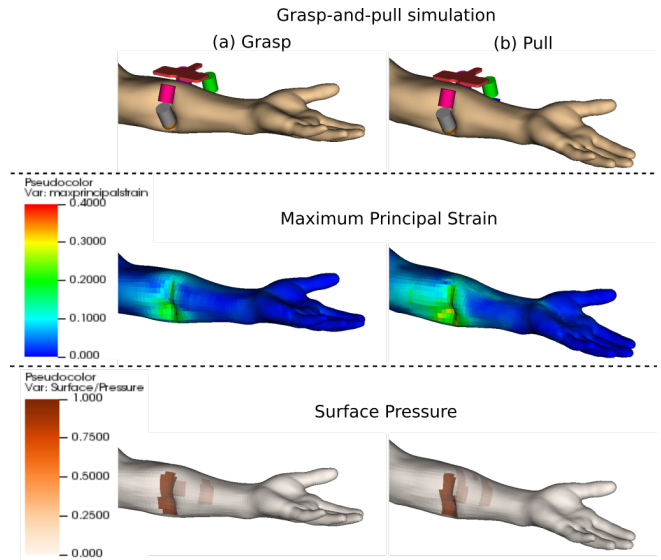 Grasp-and-pull simulation
(a) Grasp
(b) Pull
Pseudocolor
Var: maxprincipalstrain
0.4000
0.3000
0.2000
0.1000
0.000
Maximum Principal Strain
Pseudocolor
Var: Surface/Pressure
1.000
0.7500
0.5000
0.2500
0.000
Surface Pressure